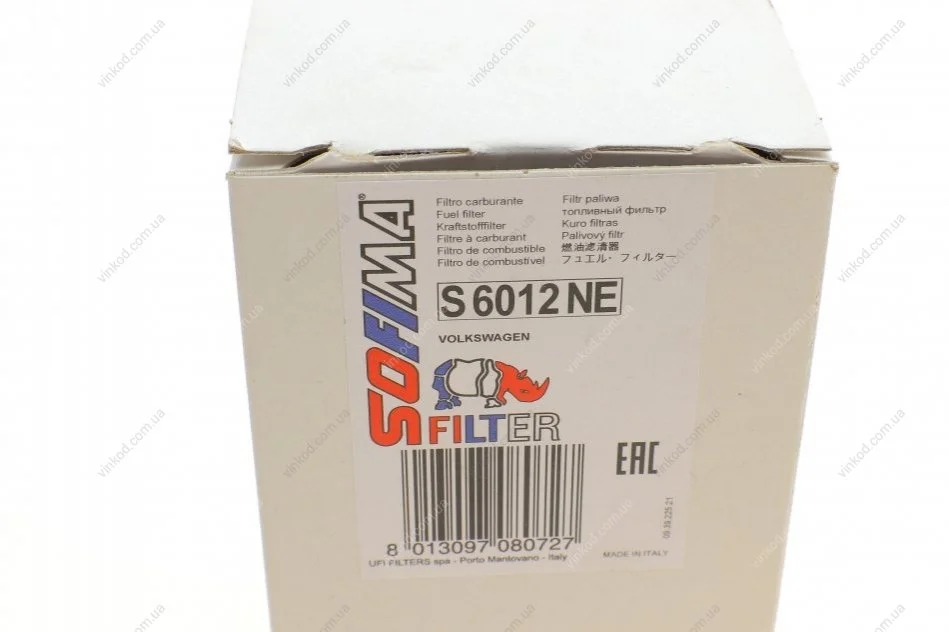 SOFIMA®
Filtro carburante
Fuel filter
Kraftstofffilter
Filtre à carburant
Filtro de combustible
Filtro de combustível
Filtr paliwa
топливный фильтр
Kuro filtras
Palivový filtr
燃油滤清器
フュエル・フィルター
S 6012 NE
VOLKSWAGEN
FILTER
EAC
8 013097 080727
UFI FILTERS spa - Porto Mantovano - Italy
MADE IN ITALY
09.39.225.21
vinkod.com.ua